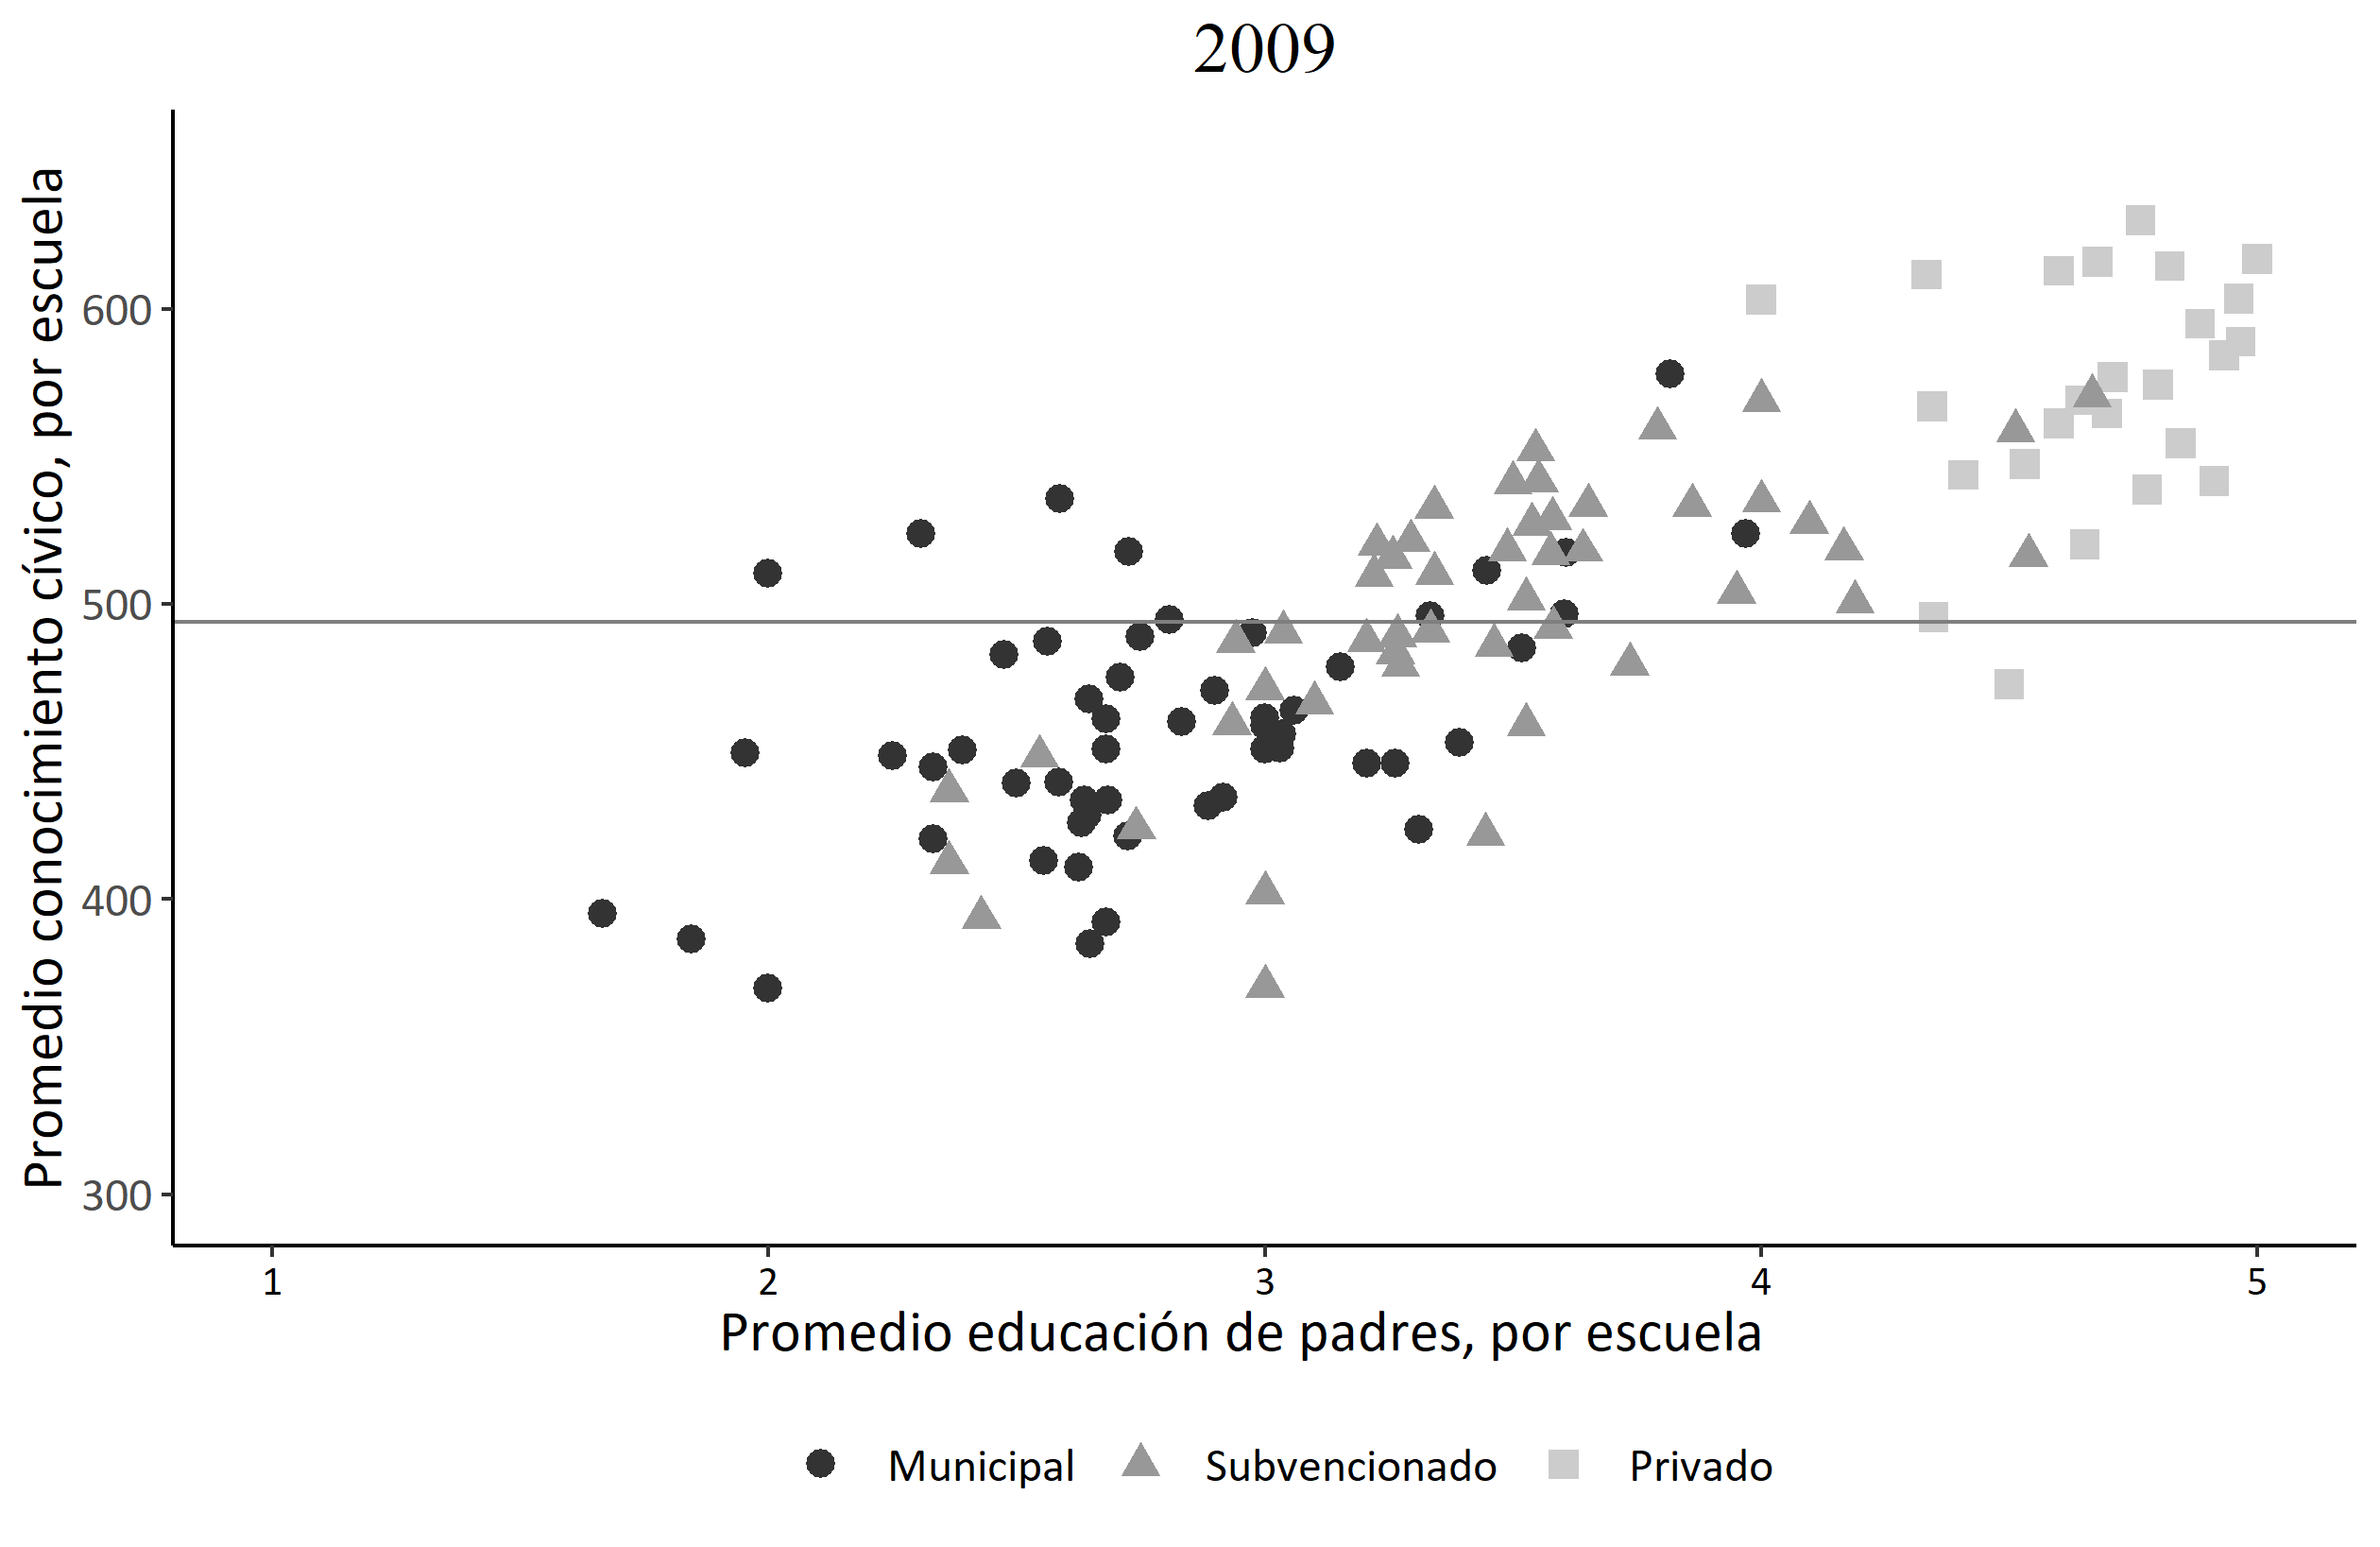 2009
Promedio conocimiento cívico, por escuela
600
500
400
300
1 2 3 4 5
Promedio educación de padres, por escuela
Municipal Subvencionado Privado